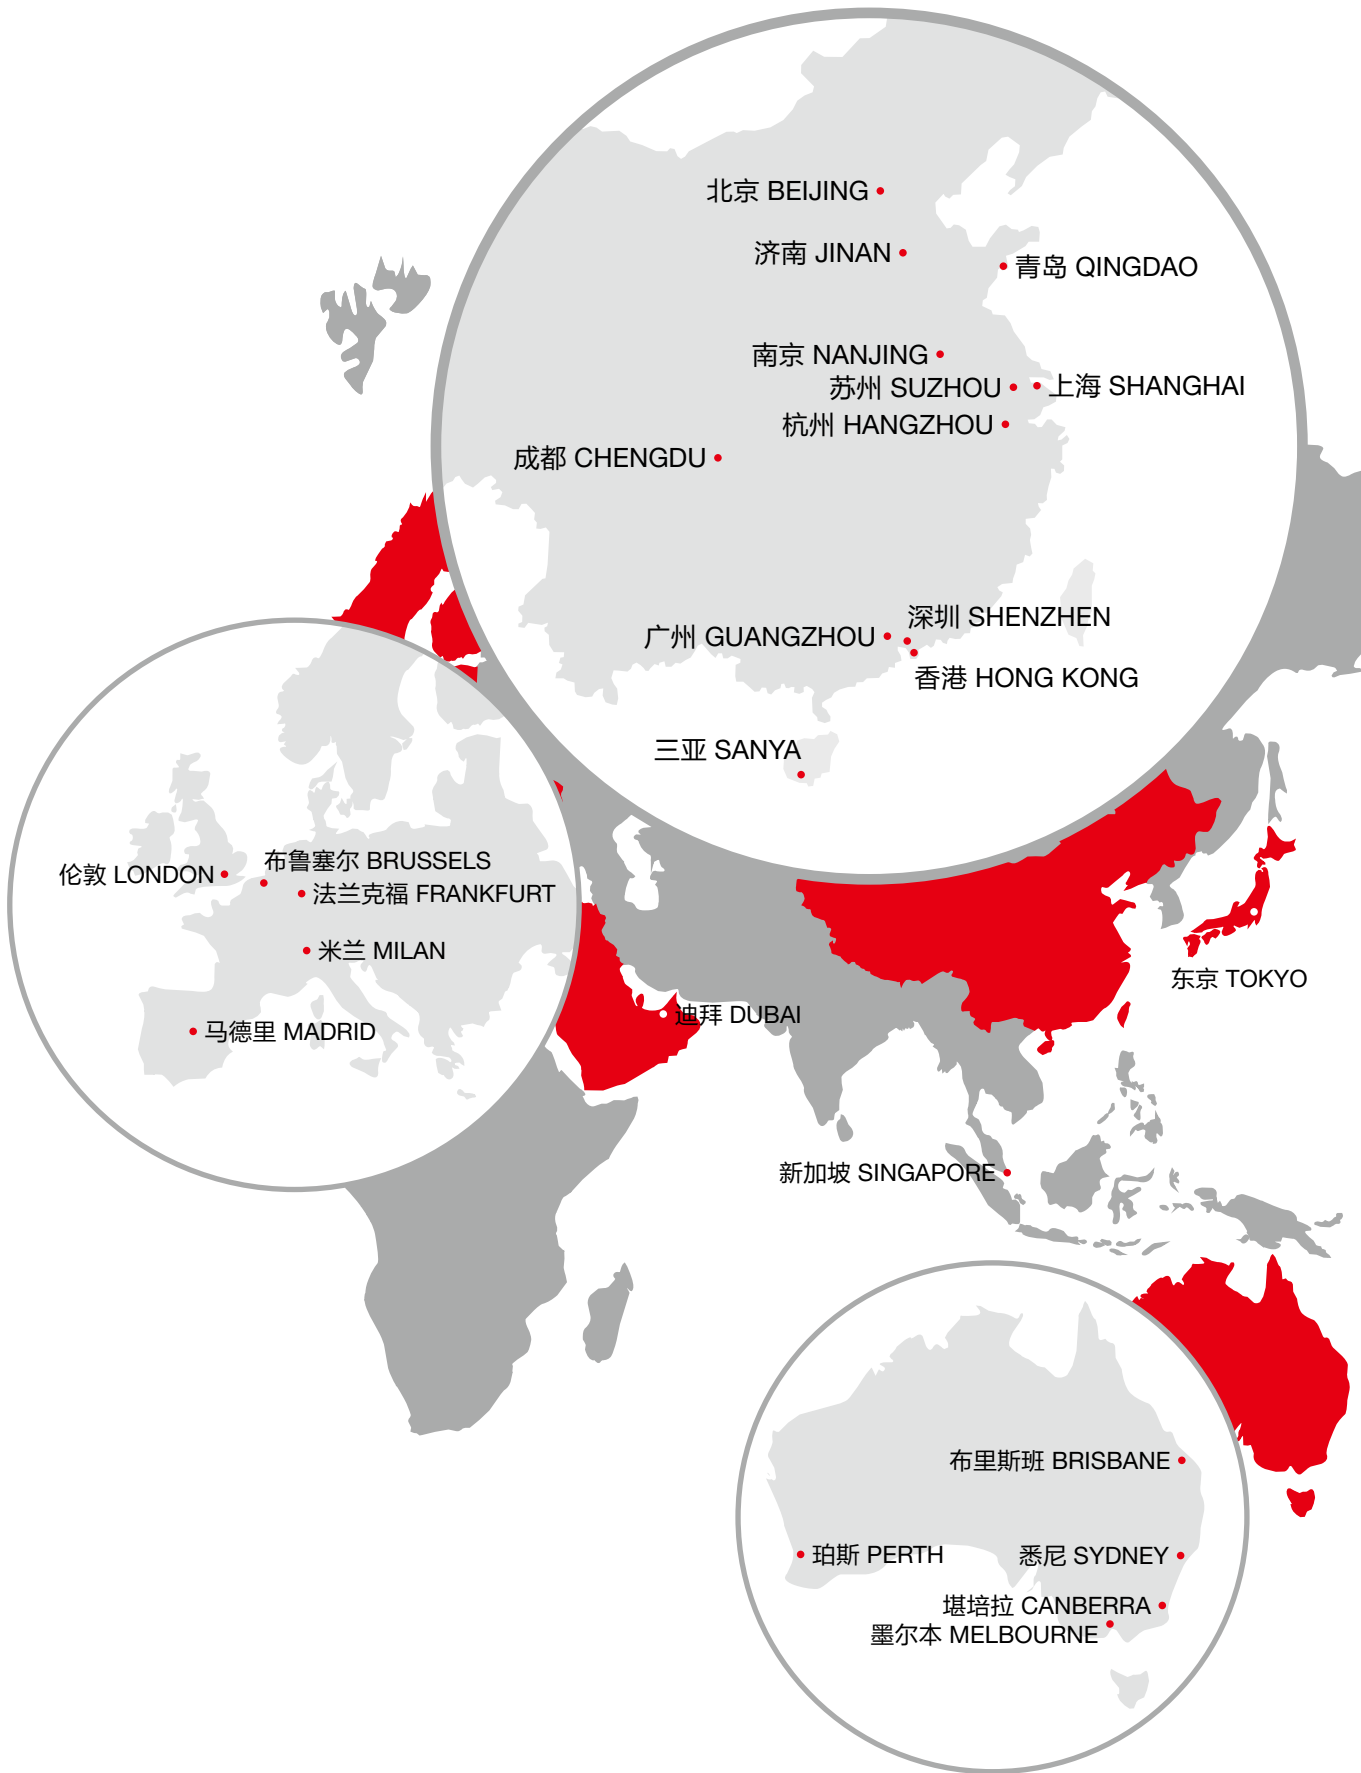 北京 BEIJING
济南 JINAN
青岛 QINGDAO
南京 NANJING
苏州 SUZHOU
上海 SHANGHAI
杭州 HANGZHOU
成都 CHENGDU
深圳 SHENZHEN
广州 GUANGZHOU
香港 HONG KONG
三亚 SANYA
布鲁塞尔 BRUSSELS
伦敦 LONDON
法兰克福 FRANKFURT
米兰 MILAN
马德里 MADRID
东京 TOKYO
迪拜 DUBAI
新加坡 SINGAPORE
布里斯班 BRISBANE
珀斯 PERTH
悉尼 SYDNEY
堪培拉 CANBERRA
墨尔本 MELBOURNE